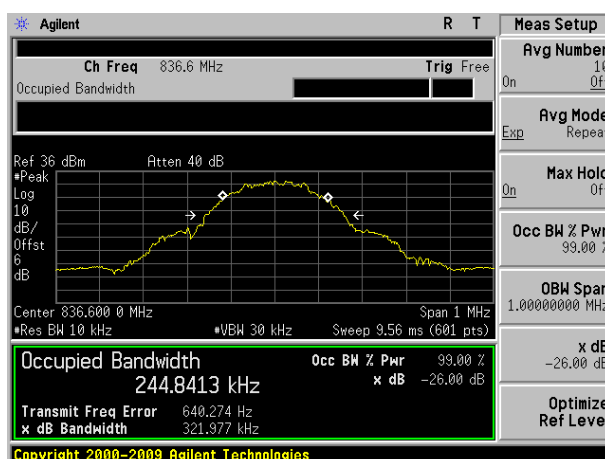 Agilent R T Meas Setup
Ch Freq 836.6 MHz Trig Free
Occupied Bandwidth
Avg Number
10
On Off
Avg Mode
Exp Repeat
Max Hold
On Off
Occ BW % Pwr
99.00 %
OBW Span
1.00000000 MHz
x dB
-26.00 dB
Optimize
Ref Level
Ref 36 dBm Atten 40 dB
#Peak
Log
10
dB/
Offst
6
dB
Center 836.600 0 MHz Span 1 MHz
#Res BW 10 kHz #VBW 30 kHz Sweep 9.56 ms (601 pts)
Occupied Bandwidth Occ BW % Pwr 99.00 %
244.8413 kHz x dB -26.00 dB
Transmit Freq Error 640.274 Hz
x dB Bandwidth 321.977 kHz
Copyright 2000-2009 Agilent Technologies